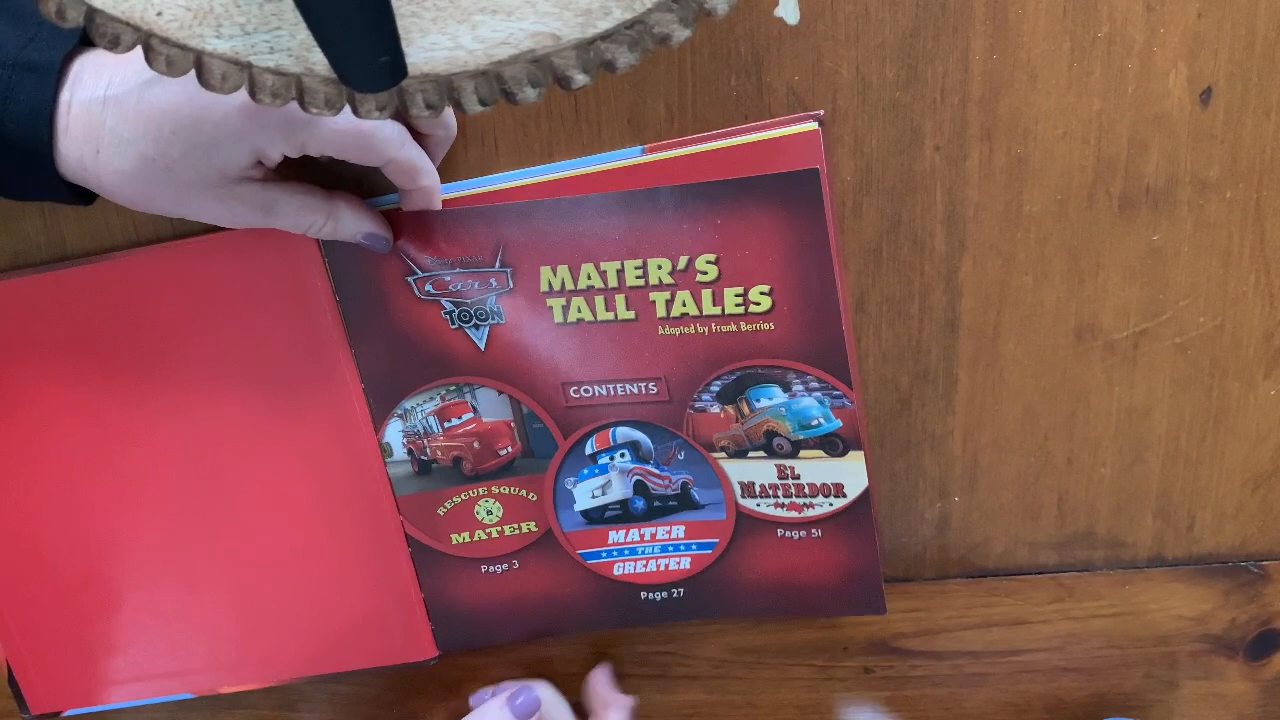 Disney·PIXAR
Cars
TOON
MATER'S
TALL TALES
Adapted by Frank Berrios
CONTENTS
RESCUE SQUAD
MATER
Page 3
MATER
THE
GREATER
Page 27
EL
MATERDOR
Page 51